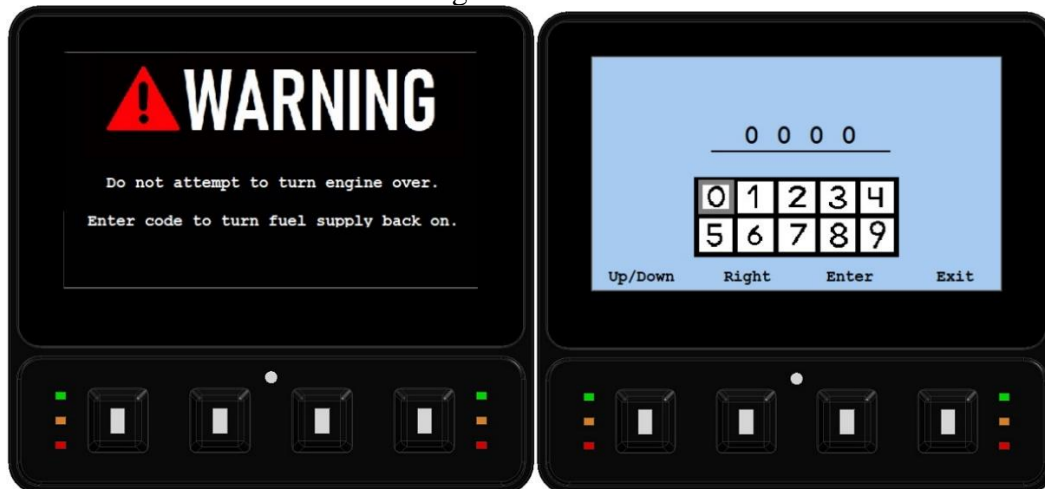 g
WARNING
Do not attempt to turn engine over.
Enter code to turn fuel supply back on.
0 0 0 0
0 1 2 3 4
5 6 7 8 9
Up/Down Right Enter Exit